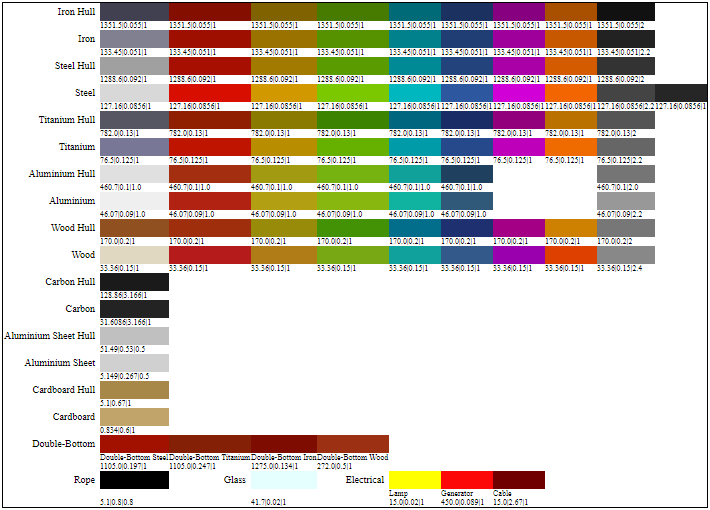 Iron Hull
1351.5|0.055|1 1351.5|0.055|1 1351.5|0.055|1 1351.5|0.055|1 1351.5|0.055|1 1351.5|0.055|1 1351.5|0.055|1 1351.5|0.055|1 1351.5|0.055|2
Iron
133.45|0.051|1 133.45|0.051|1 133.45|0.051|1 133.45|0.051|1 133.45|0.051|1 133.45|0.051|1 133.45|0.051|1 133.45|0.051|1 133.45|0.051|2.2
Steel Hull
1288.6|0.092|1 1288.6|0.092|1 1288.6|0.092|1 1288.6|0.092|1 1288.6|0.092|1 1288.6|0.092|1 1288.6|0.092|1 1288.6|0.092|1 1288.6|0.092|2
Steel
127.16|0.0856|1 127.16|0.0856|1 127.16|0.0856|1 127.16|0.0856|1 127.16|0.0856|1 127.16|0.0856|1 127.16|0.0856|1 127.16|0.0856|1 127.16|0.0856|2.2 127.16|0.0856|1
Titanium Hull
782.0|0.13|1 782.0|0.13|1 782.0|0.13|1 782.0|0.13|1 782.0|0.13|1 782.0|0.13|1 782.0|0.13|1 782.0|0.13|1 782.0|0.13|2
Titanium
76.5|0.125|1 76.5|0.125|1 76.5|0.125|1 76.5|0.125|1 76.5|0.125|1 76.5|0.125|1 76.5|0.125|1 76.5|0.125|1 76.5|0.125|2.2
Aluminium Hull
460.7|0.1|1.0 460.7|0.1|1.0 460.7|0.1|1.0 460.7|0.1|1.0 460.7|0.1|1.0 460.7|0.1|1.0 460.7|0.1|2.0
Aluminium
46.07|0.09|1.0 46.07|0.09|1.0 46.07|0.09|1.0 46.07|0.09|1.0 46.07|0.09|1.0 46.07|0.09|1.0 46.07|0.09|2.2
Wood Hull
170.0|0.2|1 170.0|0.2|1 170.0|0.2|1 170.0|0.2|1 170.0|0.2|1 170.0|0.2|1 170.0|0.2|1 170.0|0.2|1 170.0|0.2|2
Wood
33.36|0.15|1 33.36|0.15|1 33.36|0.15|1 33.36|0.15|1 33.36|0.15|1 33.36|0.15|1 33.36|0.15|1 33.36|0.15|1 33.36|0.15|2.4
Carbon Hull
128.86|3.166|1
Carbon
31.6086|3.166|1
Aluminium Sheet Hull
51.49|0.53|0.5
Aluminium Sheet
5.149|0.267|0.5
Cardboard Hull
5.1|0.67|1
Cardboard
0.834|0.6|1
Double-Bottom
Double-Bottom Steel Double-Bottom Titanium Double-Bottom Iron Double-Bottom Wood
1105.0|0.197|1 1105.0|0.247|1 1275.0|0.134|1 272.0|0.5|1
Rope Glass Electrical
Lamp Generator Cable
5.1|0.8|0.8 41.7|0.02|1 15.0|0.02|1 450.0|0.089|1 15.0|2.67|1